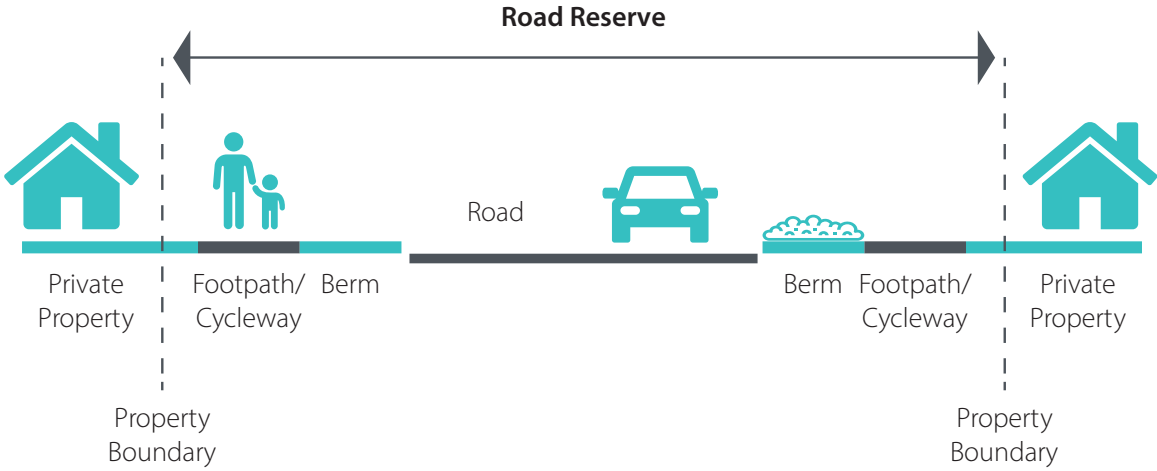 Road Reserve
Road
Private
Property
Footpath/
Cycleway
Berm
Berm
Footpath/
Cycleway
Private
Property
Property
Boundary
Property
Boundary